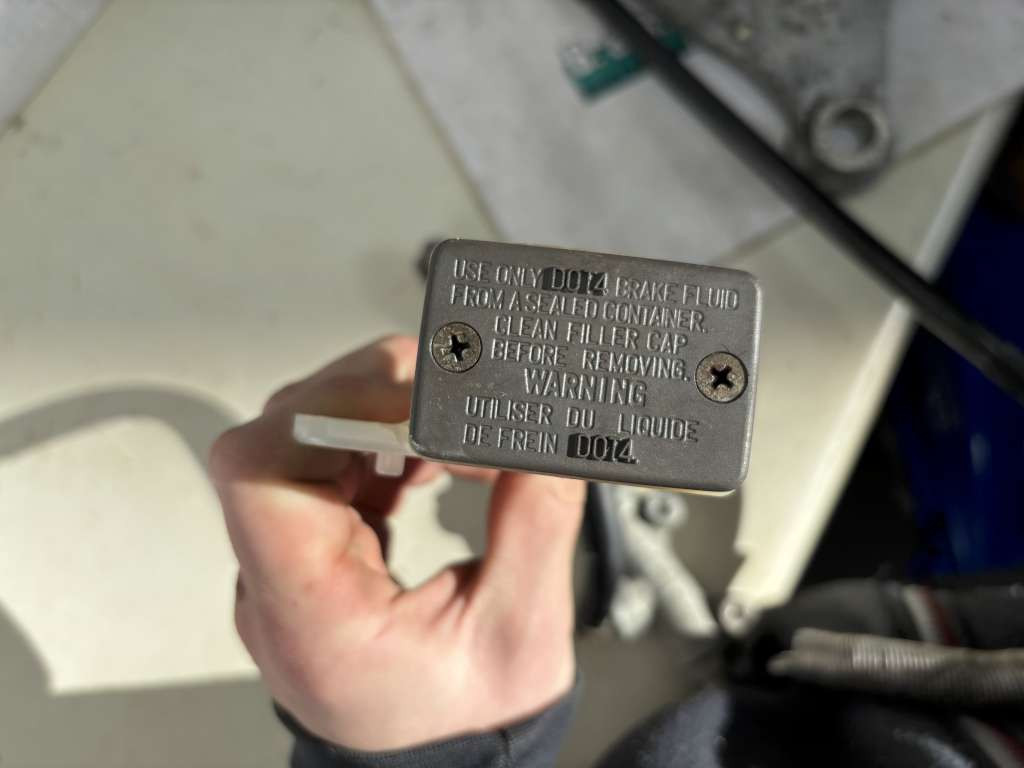 USE ONLY DOT4 BRAKE FLUID
FROM A SEALED CONTAINER.
CLEAN FILLER CAP
BEFORE REMOVING.
WARNING
UTILISER DU LIQUIDE
DE FREIN DOT4.